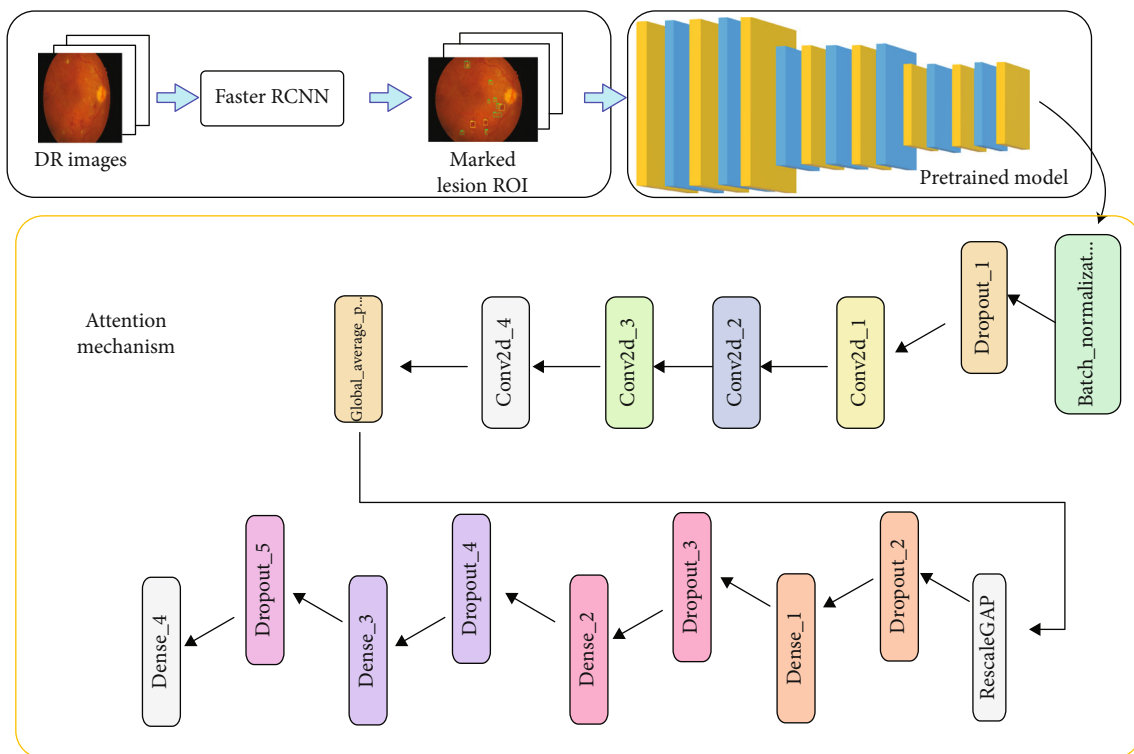 DR images
Faster RCNN
Marked
lesion ROI
Pretrained model
Attention
mechanism
Batch_normalizat...
Dropout_1
Conv2d_1
Conv2d_2
Conv2d_3
Conv2d_4
Global_average_p...
RescaleGAP
Dropout_2
Dense_1
Dropout_3
Dense_2
Dropout_4
Dense_3
Dropout_5
Dense_4